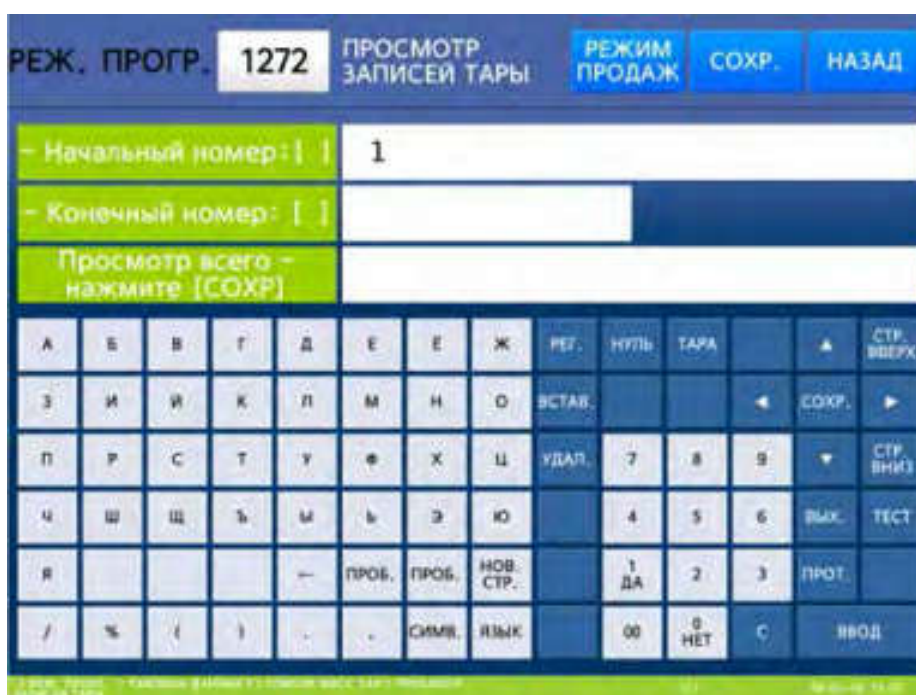 РЕЖ. ПРОГР. 1272 ПРОСМОТР ЗАПИСЕЙ ТАРЫ РЕЖИМ ПРОДАЖ СОХР. НАЗАД
- Начальный номер:[ ] 1
- Конечный номер: [ ]
Просмотр всего -
нажмите [СОХР]
А Б В Г Д Е Ё Ж РЕГ. НУЛЬ ТАРА ▲ СТР. ВВЕРХ
З И Й К Л М Н О ВСТАВ. ◄ СОХР. ►
П Р С Т У Ф Х Ц УДАЛ. 7 8 9 ▼ СТР. ВНИЗ
Ч Ш Щ Ъ Ы Ь Э Ю 4 5 6 ВЫХ. ТЕСТ
Я ← ПРОБ. ПРОБ. НОВ. СТР. 1 ДА 2 3 ПРОТ.
/ % ( ) . . СИМВ. ЯЗЫК 00 0 НЕТ С ВВОД